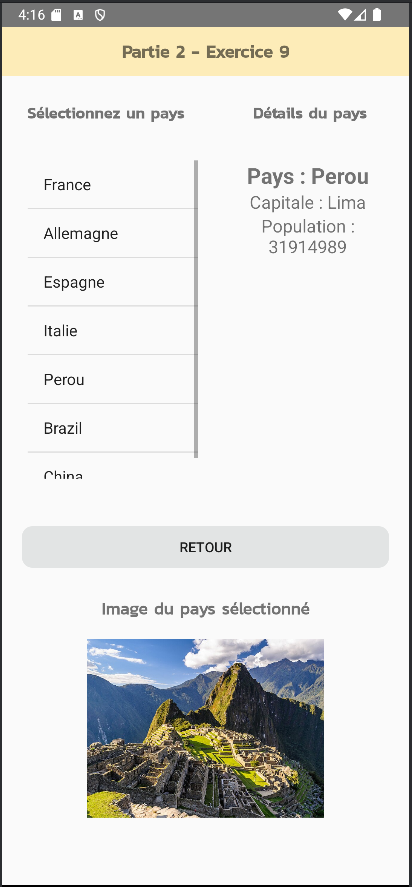 4:16
Partie 2 - Exercice 9
Sélectionnez un pays
Détails du pays
France
Allemagne
Espagne
Italie
Perou
Brazil
China
Pays : Perou
Capitale : Lima
Population :
31914989
RETOUR
Image du pays sélectionné